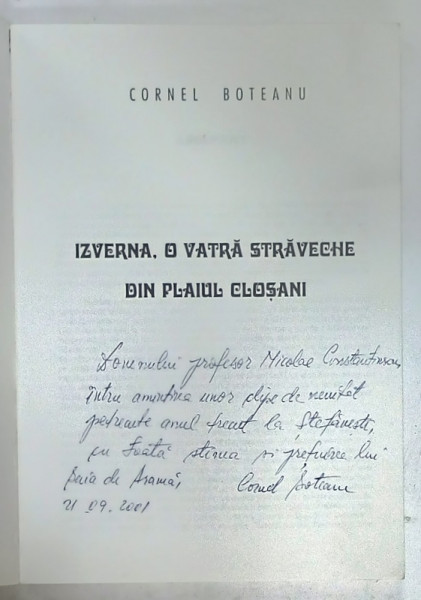 CORNEL BOTEANU
IZVERNA, O VATRĂ STRĂVECHE
DIN PLAIUL CLOȘANI
Domnului profesor Nicolae Constantinescu,
întru amintirea unor clipe de neuitat
petrecute anul trecut la Ștefănești,
cu toată stima și prețuirea lui
Baia de Aramă, Cornel Boteanu
21.09.2001